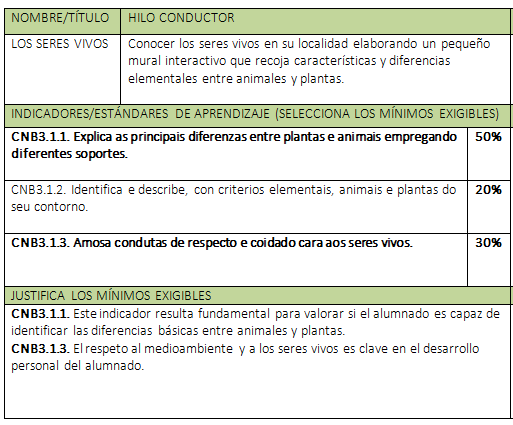 NOMBRE/TÍTULO HILO CONDUCTOR
LOS SERES VIVOS Conocer los seres vivos en su localidad elaborando un pequeño
mural interactivo que recoja características y diferencias
elementales entre animales y plantas.
INDICADORES/ESTÁNDARES DE APRENDIZAJE (SELECCIONA LOS MÍNIMOS EXIGIBLES)
CNB3.1.1. Explica as principais diferenzas entre plantas e animais empregando 50%
diferentes soportes.
CNB3.1.2. Identifica e describe, con criterios elementais, animais e plantas do 20%
seu contorno.
CNB3.1.3. Amosa condutas de respecto e coidado cara aos seres vivos. 30%
JUSTIFICA LOS MÍNIMOS EXIGIBLES
CNB3.1.1. Este indicador resulta fundamental para valorar si el alumnado es capaz de
identificar las diferencias básicas entre animales y plantas.
CNB3.1.3. El respeto al medioambiente y a los seres vivos es clave en el desarrollo
personal del alumnado.